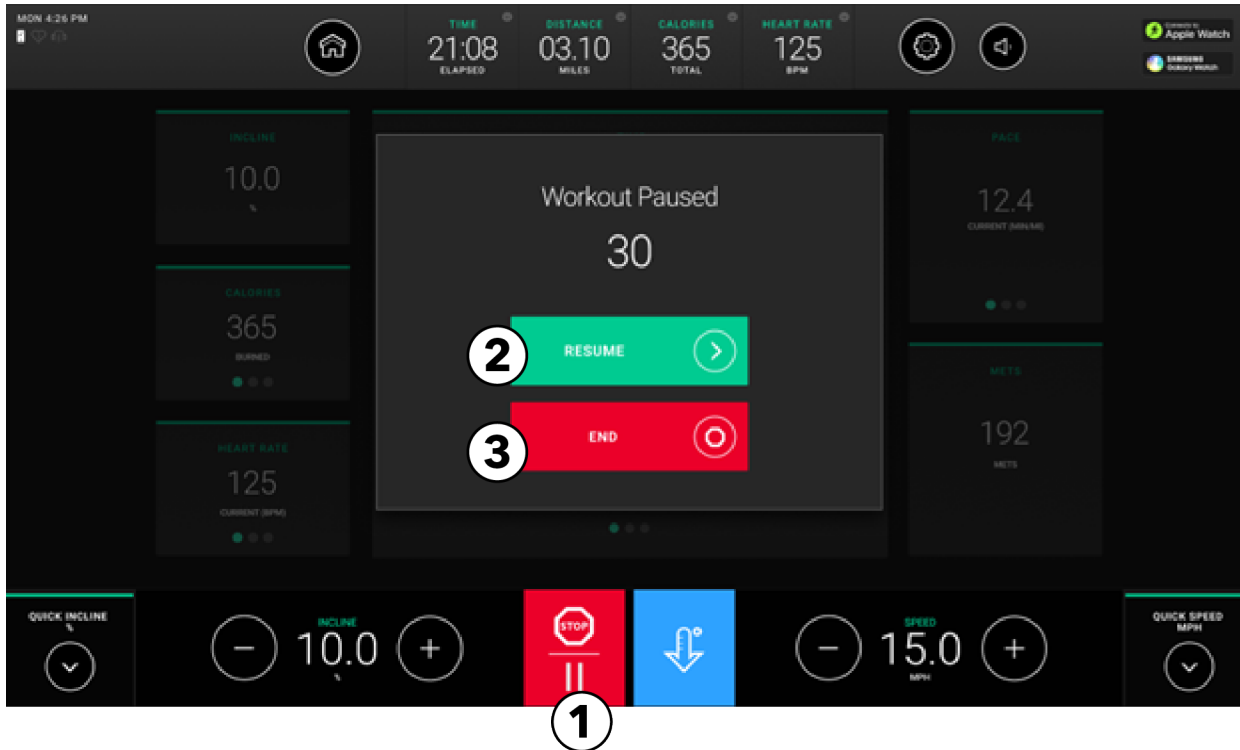 MON 4:26 PM
TIME
21:08
ELAPSED
DISTANCE
03.10
MILES
CALORIES
365
TOTAL
HEART RATE
125
BPM
Connects to
Apple Watch
SAMSUNG
Galaxy Watch
INCLINE
10.0
%
CALORIES
365
BURNED
HEART RATE
125
CURRENT (BPM)
Workout Paused
30
2
RESUME
3
END
PACE
12.4
CURRENT (MIN/MI)
METS
192
METS
QUICK INCLINE
%
INCLINE
10.0
%
STOP
1
SPEED
15.0
MPH
QUICK SPEED
MPH